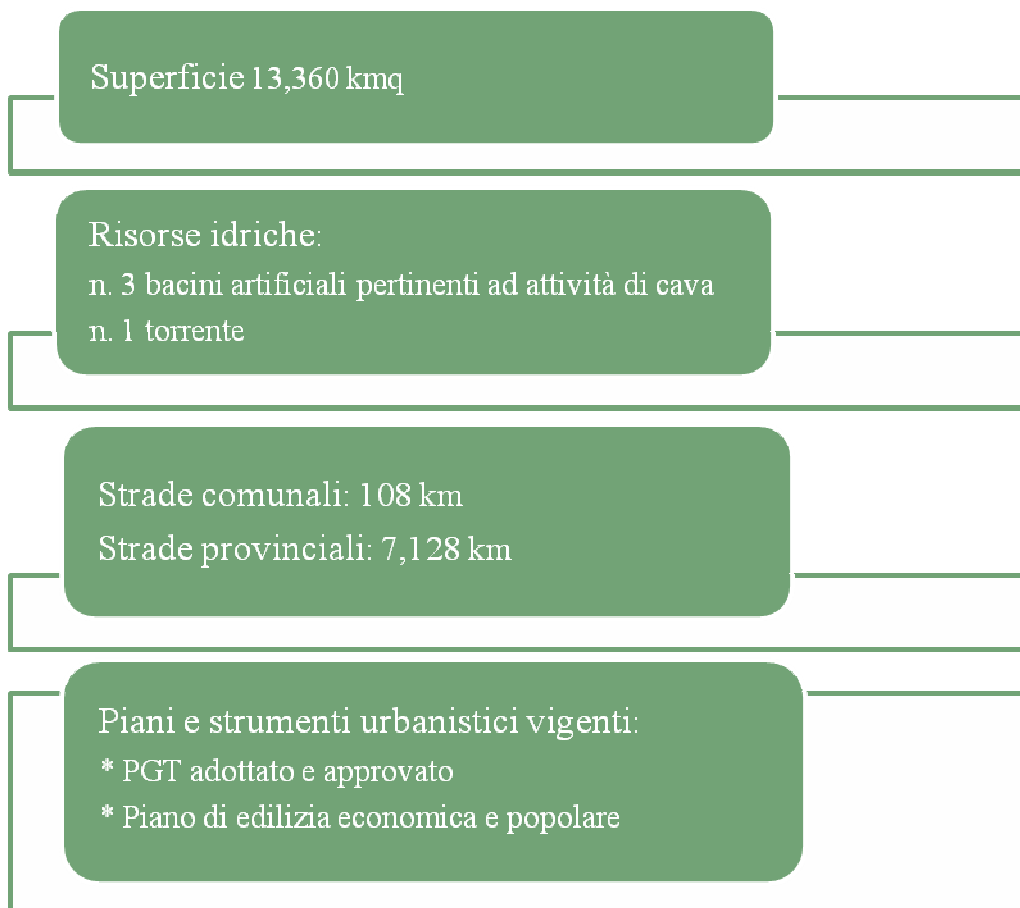 Superficie 13,360 kmq
Risorse idriche:
n. 3 bacini artificiali pertinenti ad attività di cava
n. 1 torrente
Strade comunali: 108 km
Strade provinciali: 7,128 km
Piani e strumenti urbanistici vigenti:
* PGT adottato e approvato
* Piano di edilizia economica e popolare